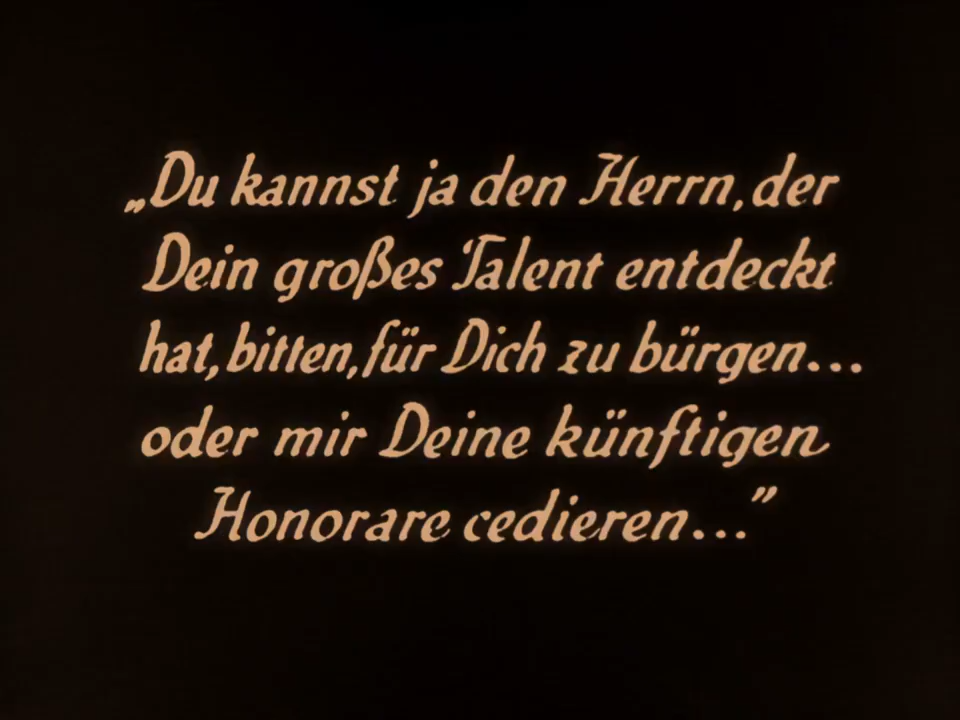 „Du kannst ja den Herrn, der
Dein großes Talent entdeckt
hat, bitten, für Dich zu bürgen...
oder mir Deine künftigen
Honorare cedieren...”